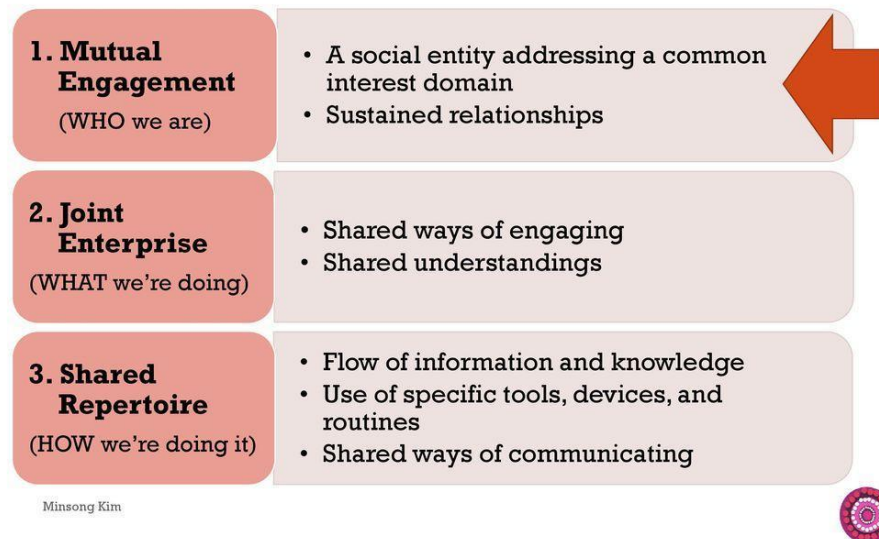 1. Mutual
Engagement
(WHO we are)
• A social entity addressing a common
interest domain
• Sustained relationships
2. Joint
Enterprise
(WHAT we're doing)
• Shared ways of engaging
• Shared understandings
3. Shared
Repertoire
(HOW we're doing it)
• Flow of information and knowledge
• Use of specific tools, devices, and
routines
• Shared ways of communicating
Minsong Kim